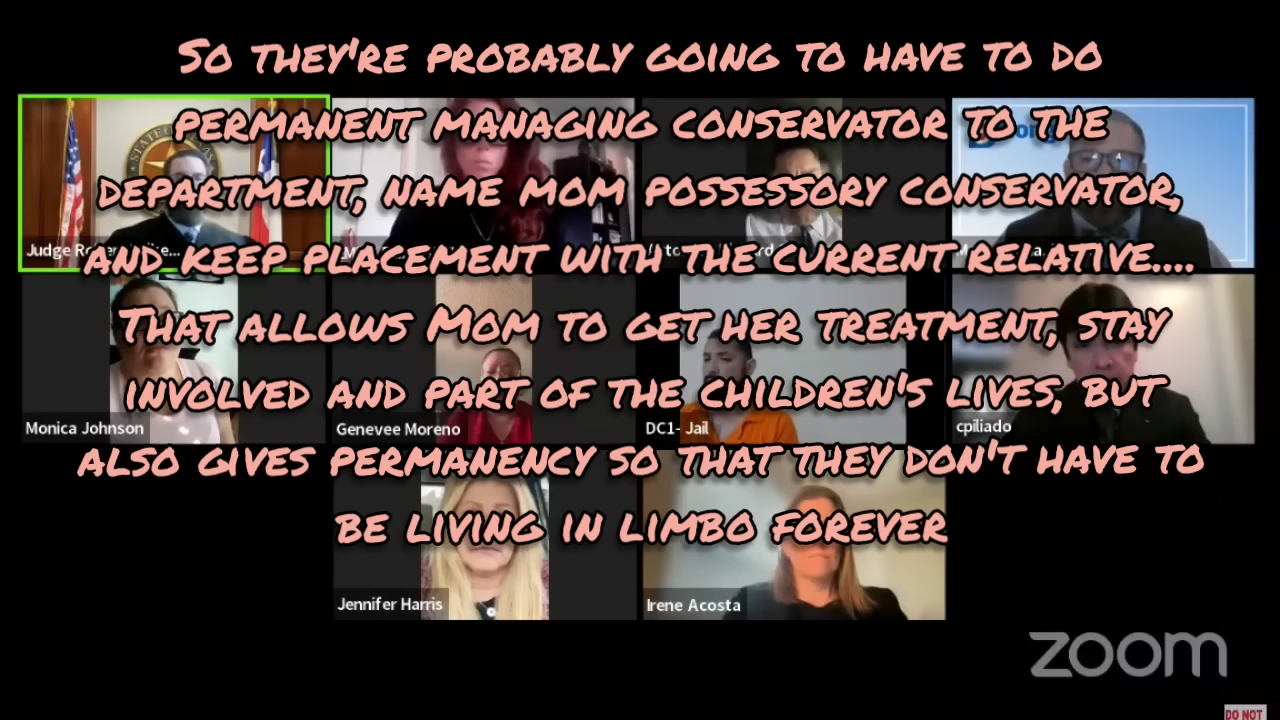 So they're probably going to have to do
permanent managing conservator to the
department, name mom possessory conservator,
and keep placement with the current relative....
That allows Mom to get her treatment, stay
involved and part of the children's lives, but
also gives permanency so that they don't have to
be living in limbo forever
Judge
Monica Johnson
Genevee Moreno
DC1- Jail
cpiliado
Jennifer Harris
Irene Acosta
zoom
DO NOT